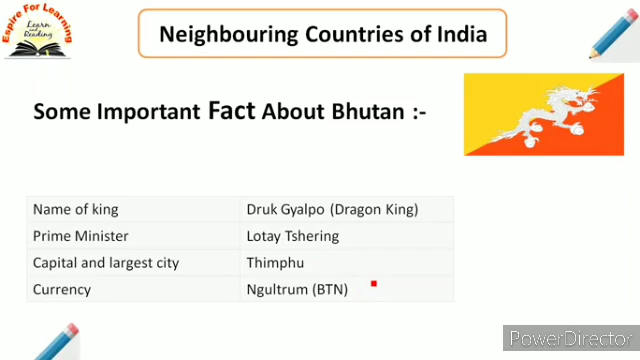 Espire For Learning
Learn
and
Reading
Neighbouring Countries of India
Some Important Fact About Bhutan :-
Name of king Druk Gyalpo (Dragon King)
Prime Minister Lotay Tshering
Capital and largest city Thimphu
Currency Ngultrum (BTN)
PowerDirector